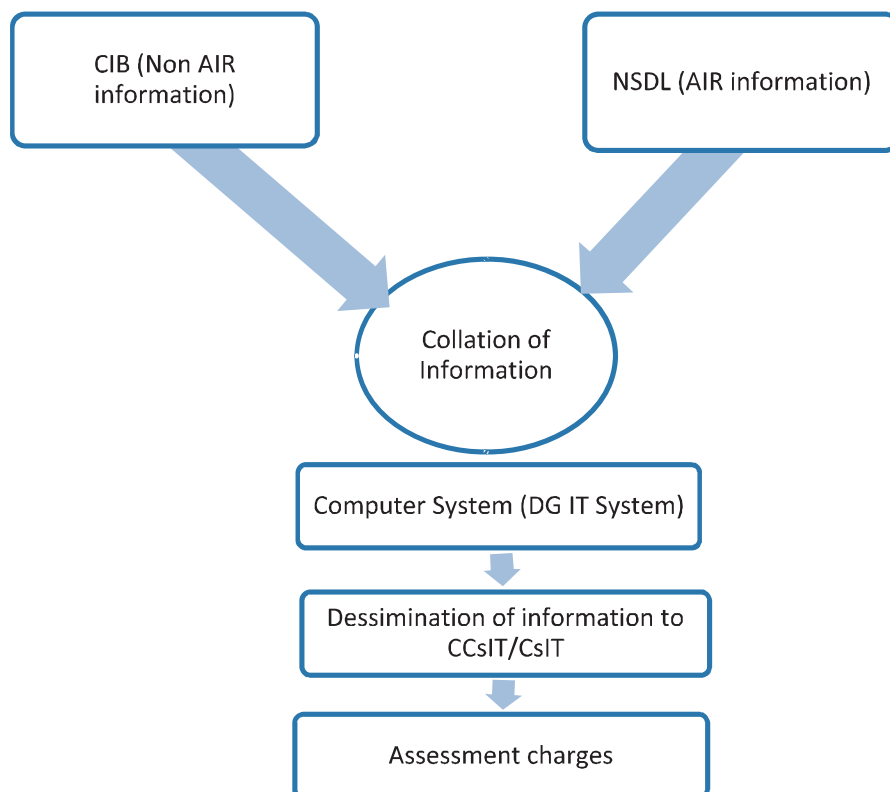 CIB (Non AIR
information)
NSDL (AIR information)
Collation of
Information
Computer System (DG IT System)
Dessimination of information to
CCsIT/CsIT
Assessment charges